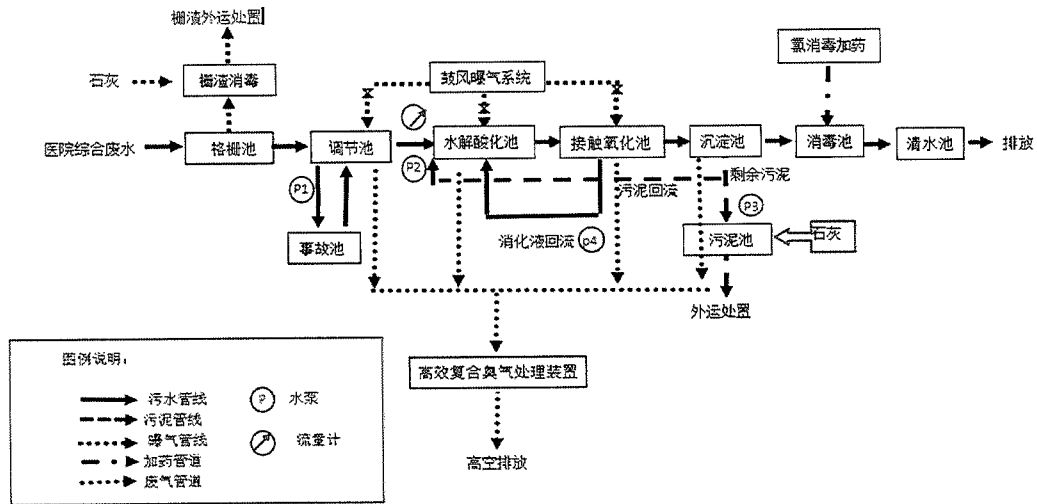 栅渣外运处置
石灰
栅渣消毒
鼓风曝气系统
氯消毒加药
医院综合废水
格栅池
调节池
水解酸化池
接触氧化池
沉淀池
消毒池
清水池
排放
P1
P2
污泥回流
剩余污泥
P3
事故池
消化液回流
p4
污泥池
石灰
外运处置
图例说明:
污水管线
P
水泵
污泥管线
曝气管线
流量计
加药管道
废气管道
高效复合臭气处理装置
高空排放